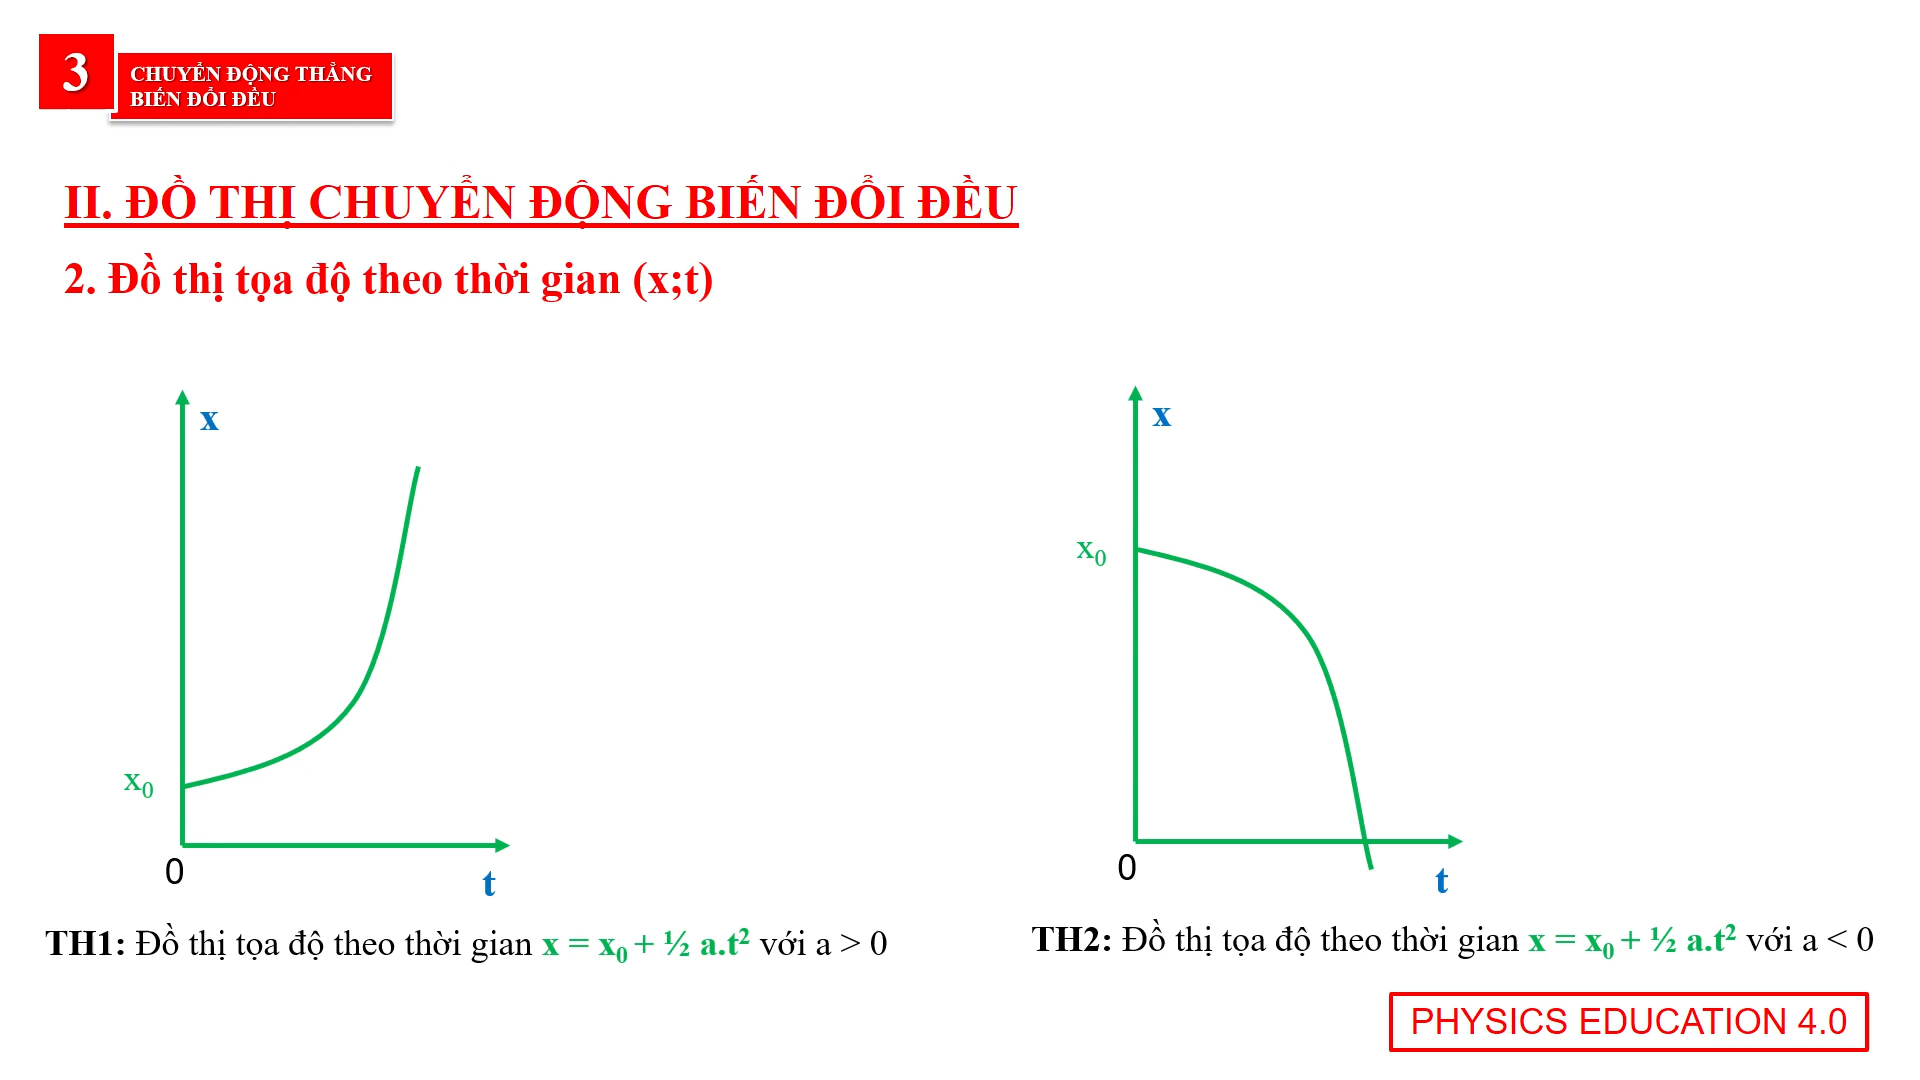 3
CHUYỂN ĐỘNG THẲNG
BIẾN ĐỔI ĐỀU
II. ĐỒ THỊ CHUYỂN ĐỘNG BIẾN ĐỔI ĐỀU
2. Đồ thị tọa độ theo thời gian (x;t)
x
x₀
0
t
TH1: Đồ thị tọa độ theo thời gian x = x₀ + ½ a.t² với a > 0
x
x₀
0
t
TH2: Đồ thị tọa độ theo thời gian x = x₀ + ½ a.t² với a < 0
PHYSICS EDUCATION 4.0